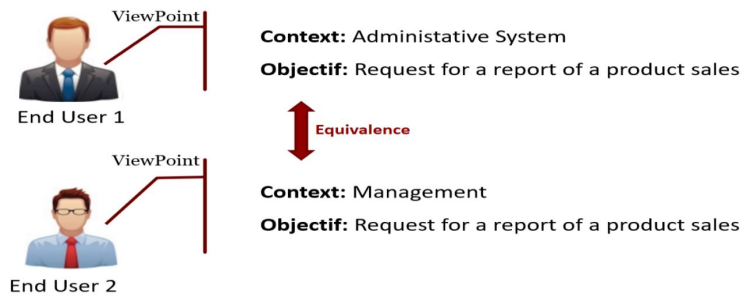 ViewPoint
Context: Administative System
Objectif: Request for a report of a product sales
End User 1
Equivalence
ViewPoint
Context: Management
Objectif: Request for a report of a product sales
End User 2